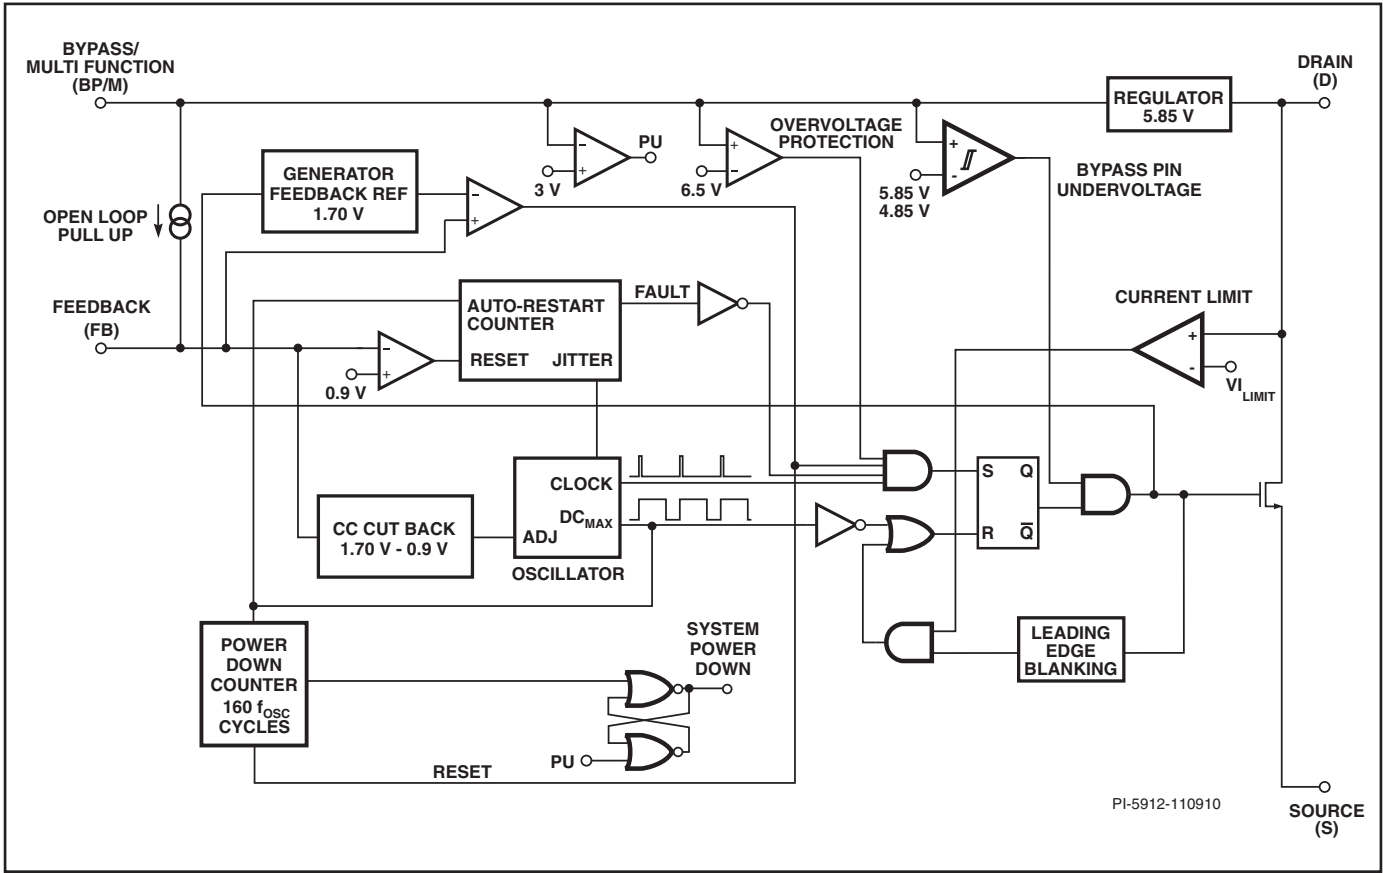 BYPASS/
MULTI FUNCTION
(BP/M)
DRAIN
(D)
REGULATOR
5.85 V
OVERVOLTAGE
PROTECTION
PU
+
-
3 V
+
-
6.5 V
+
-
5.85 V
4.85 V
BYPASS PIN
UNDERVOLTAGE
GENERATOR
FEEDBACK REF
1.70 V
-
+
OPEN LOOP
PULL UP
FEEDBACK
(FB)
AUTO-RESTART
COUNTER
RESET JITTER
FAULT
CURRENT LIMIT
+
-
VI LIMIT
-
+
0.9 V
CC CUT BACK
1.70 V - 0.9 V
CLOCK
DCMAX
ADJ
OSCILLATOR
S Q
R Q̅
LEADING
EDGE
BLANKING
POWER
DOWN
COUNTER
160 fOSC
CYCLES
SYSTEM
POWER
DOWN
PU
RESET
PI-5912-110910
SOURCE
(S)